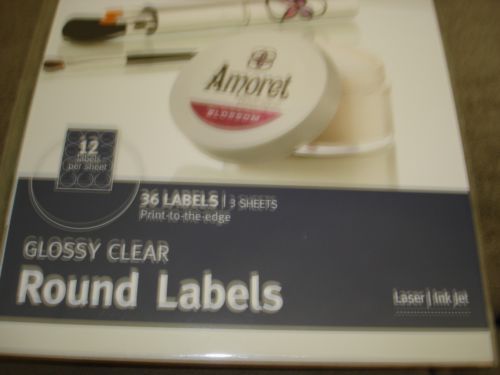 Amoret
BLOSSOM
12
labels
per sheet
36 LABELS | 3 SHEETS
Print-to-the-edge
GLOSSY CLEAR
Round Labels
Laser | Ink Jet